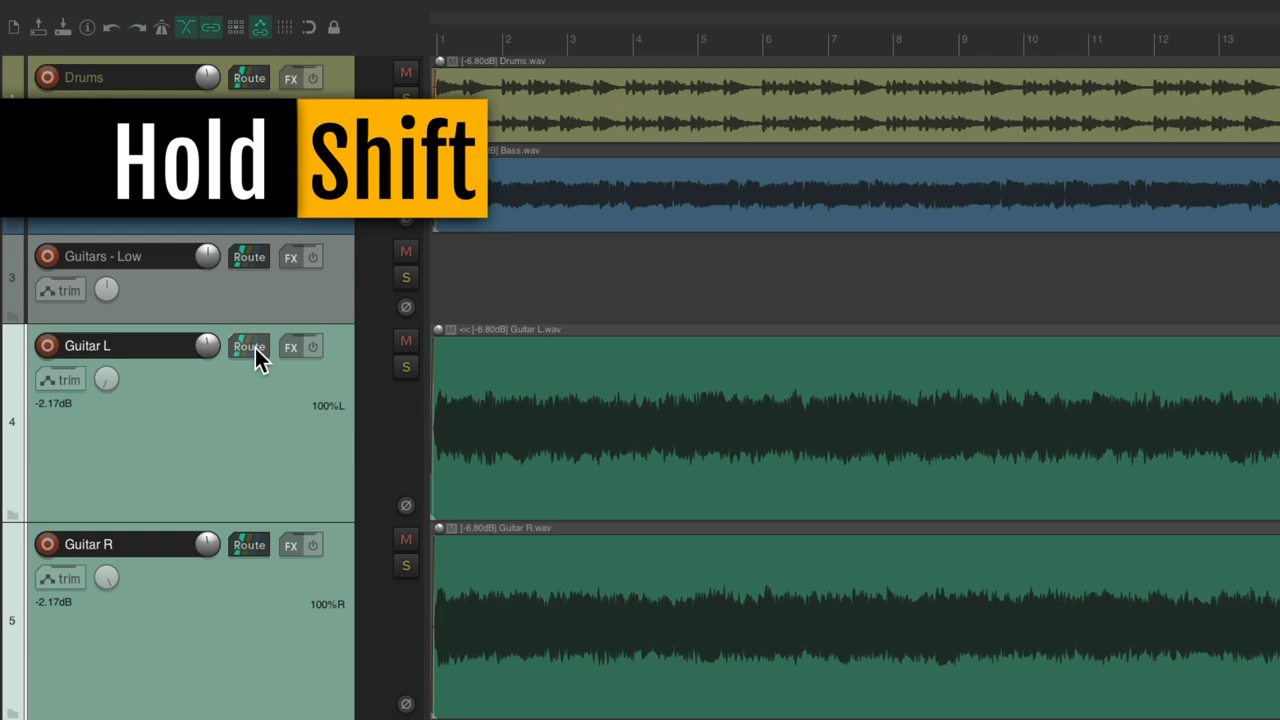 1 2 3 4 5 6 7 8 9 10 11 12 13
Drums Route FX M
M [-6.80dB] Drums.wav
S
Hold Shift
dB] Bass.wav
3 Guitars - Low Route FX M
trim S
Ø
Guitar L Route FX M
M << [-6.80dB] Guitar L.wav
trim S
-2.17dB 100%L
4
Ø
Guitar R Route FX M
M [-6.80dB] Guitar R.wav
trim S
-2.17dB 100%R
5
Ø